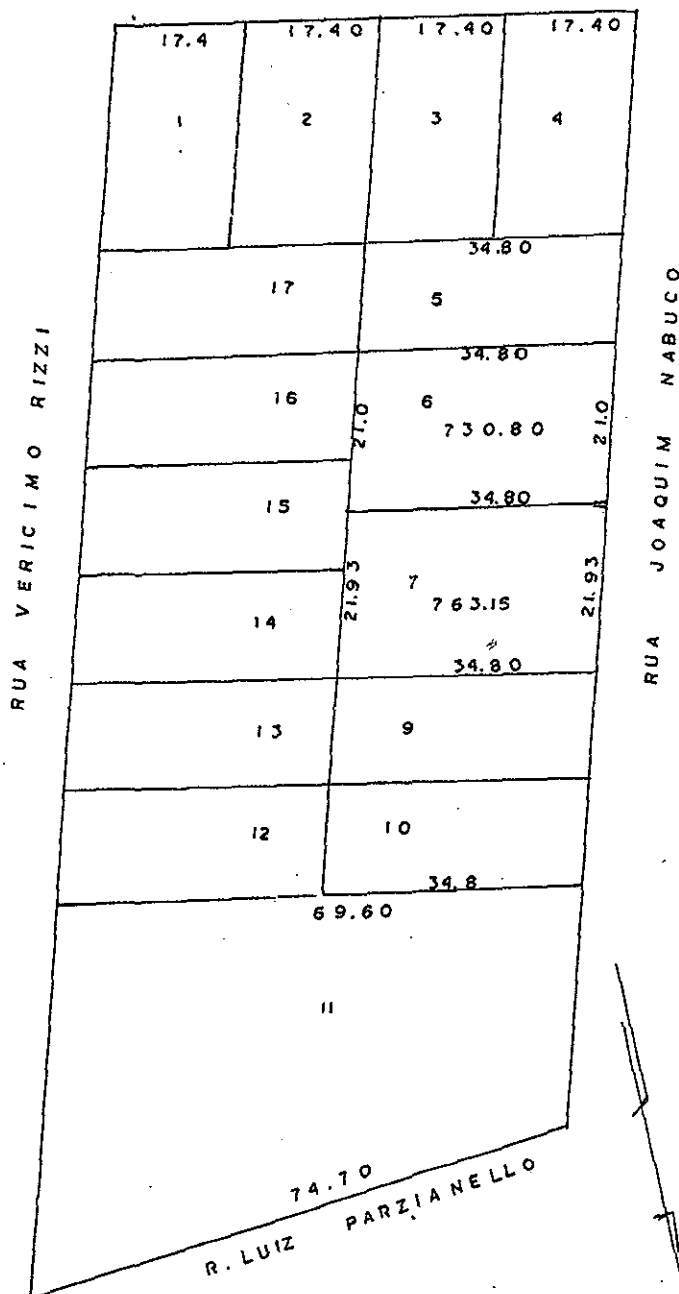 17.4 17.40 17.40 17.40
1 2 3 4
34.80
17 5
34.80
16 6
21.0 730.80 21.0
34.80
15
7
21.93 763.15 21.93
14
34.80
13 9
12 10
34.8
69.60
11
74.70
R. LUIZ PARZIANELLO
RUA VERICIMO RIZZI
RUA JOAQUIM NABUCO